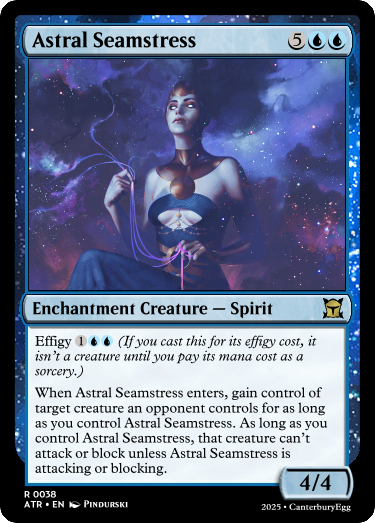 Astral Seamstress 5
Enchantment Creature — Spirit
Effigy 1 (If you cast this for its effigy cost, it
isn't a creature until you pay its mana cost as a
sorcery.)
When Astral Seamstress enters, gain control of
target creature an opponent controls for as long
as you control Astral Seamstress. As long as you
control Astral Seamstress, that creature can't
attack or block unless Astral Seamstress is
attacking or blocking.
4/4
R 0038
ATR • EN Pindurski
2025 • CanterburyEgg